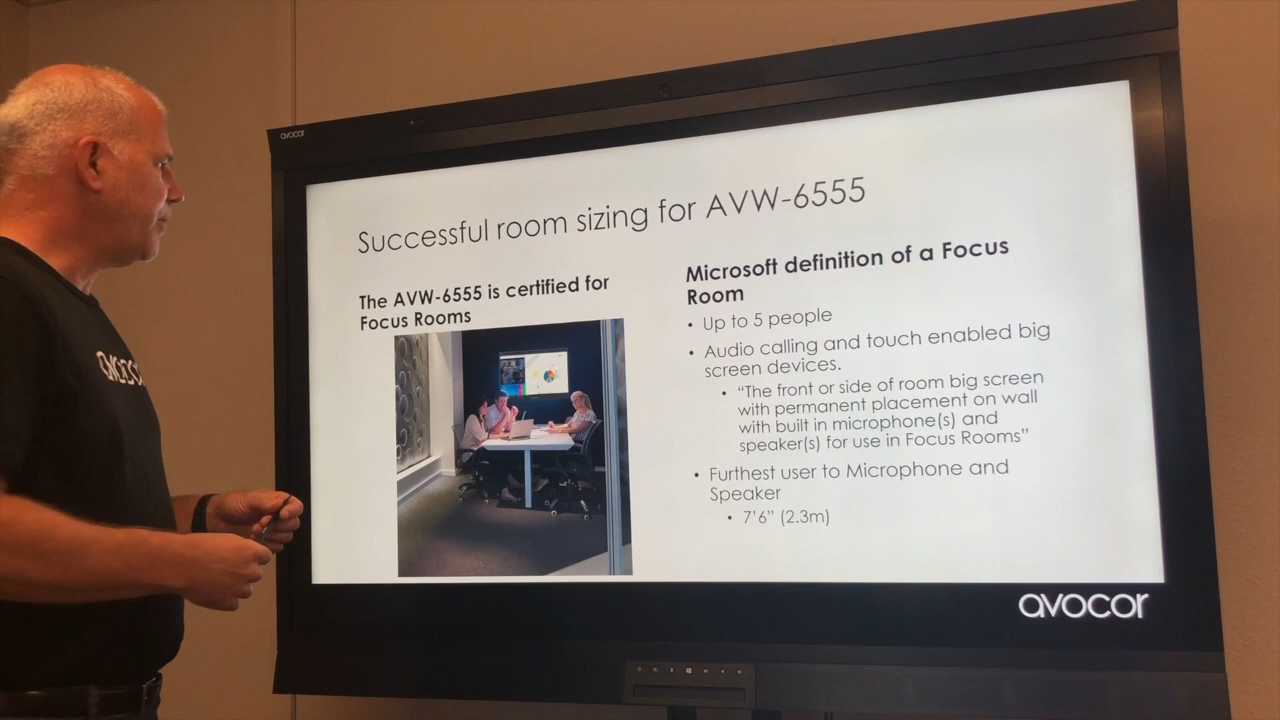 avocor
Successful room sizing for AVW-6555
The AVW-6555 is certified for
Focus Rooms
Microsoft definition of a Focus
Room
• Up to 5 people
• Audio calling and touch enabled big
screen devices.
• “The front or side of room big screen
with permanent placement on wall
with built in microphone(s) and
speaker(s) for use in Focus Rooms”
• Furthest user to Microphone and
Speaker
• 7’6” (2.3m)
avocor